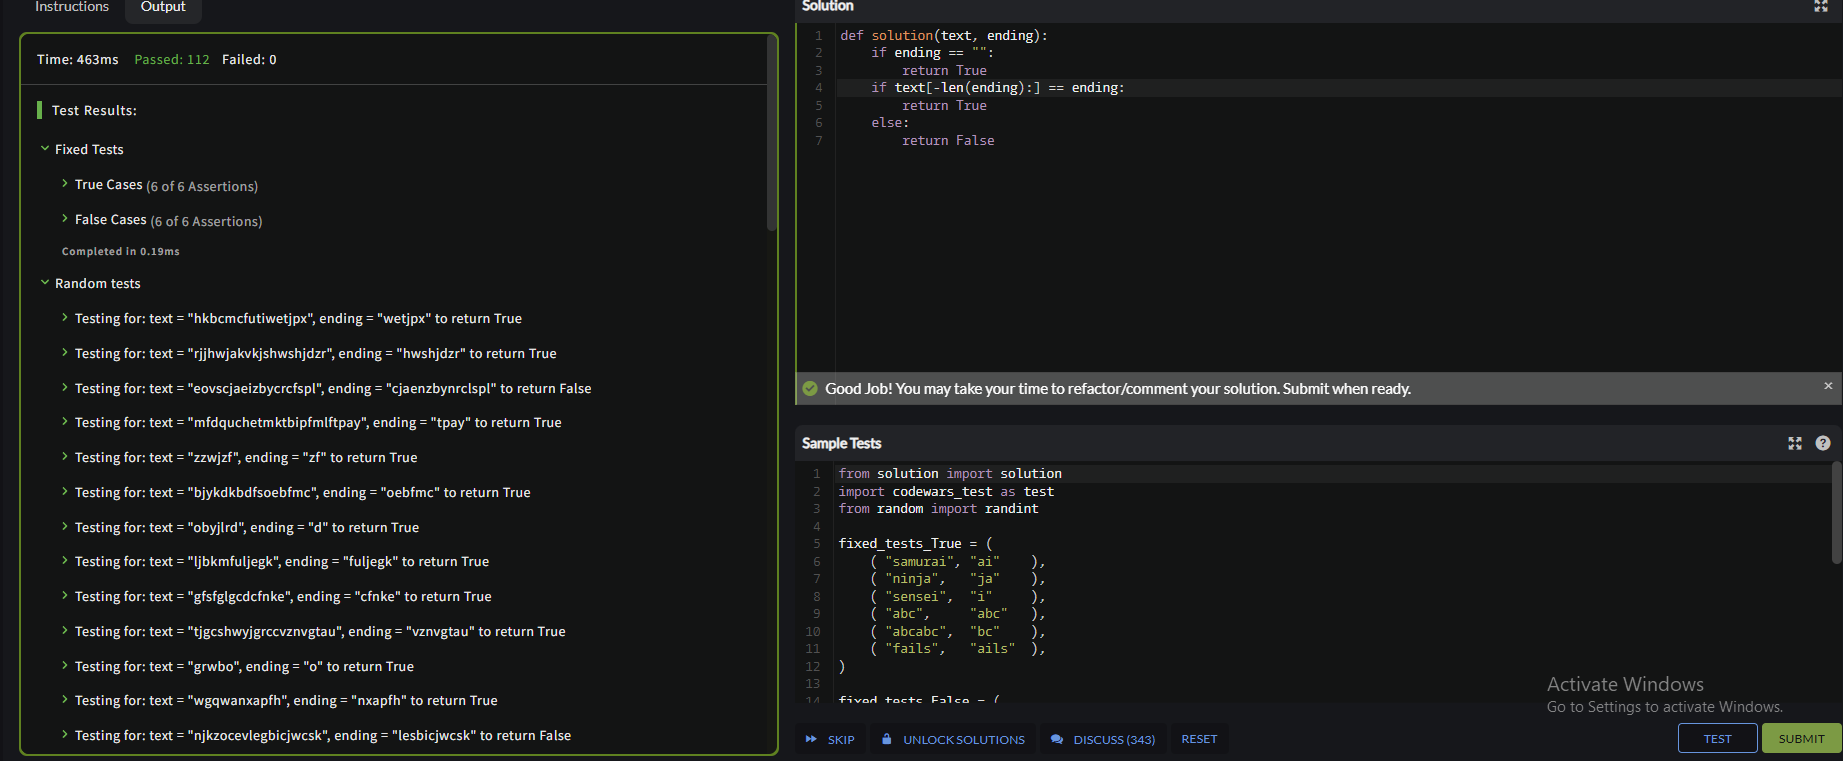 Instructions Output
Time: 463ms Passed: 112 Failed: 0
Test Results:
Fixed Tests
True Cases (6 of 6 Assertions)
False Cases (6 of 6 Assertions)
Completed in 0.19ms
Random tests
Testing for: text = "hkbcmcfutiwetjpx", ending = "wetjpx" to return True
Testing for: text = "rjjhwjakvkjshwshjdzr", ending = "hwshjdzr" to return True
Testing for: text = "eovscjaeizbycrcfspl", ending = "cjaenzbynrclspl" to return False
Testing for: text = "mfdquchetmktbipfmlftpay", ending = "tpay" to return True
Testing for: text = "zzwjzf", ending = "zf" to return True
Testing for: text = "bjykdkbdfsoebfmc", ending = "oebfmc" to return True
Testing for: text = "obyjlrd", ending = "d" to return True
Testing for: text = "ljbkmfuljegk", ending = "fuljegk" to return True
Testing for: text = "gfsfglgcdcfnke", ending = "cfnke" to return True
Testing for: text = "tjgcshwyjgrccvznvgtau", ending = "vznvgtau" to return True
Testing for: text = "grwbo", ending = "o" to return True
Testing for: text = "wgqwanxapfh", ending = "nxapfh" to return True
Testing for: text = "njkzocevlegbicjwcsk", ending = "lesbicjwcsk" to return False
Solution
1 def solution(text, ending):
2 if ending == "":
3 return True
4 if text[-len(ending):] == ending:
5 return True
6 else:
7 return False
Good Job! You may take your time to refactor/comment your solution. Submit when ready. ×
Sample Tests ?
1 from solution import solution
2 import codewars_test as test
3 from random import randint
4
5 fixed_tests_True = (
6 ( "samurai", "ai" ),
7 ( "ninja", "ja" ),
8 ( "sensei", "i" ),
9 ( "abc", "abc" ),
10 ( "abcabc", "bc" ),
11 ( "fails", "ails" ),
12 )
13
14 fixed_tests_False = (
Activate Windows
Go to Settings to activate Windows.
SKIP UNLOCK SOLUTIONS DISCUSS (343) RESET TEST SUBMIT